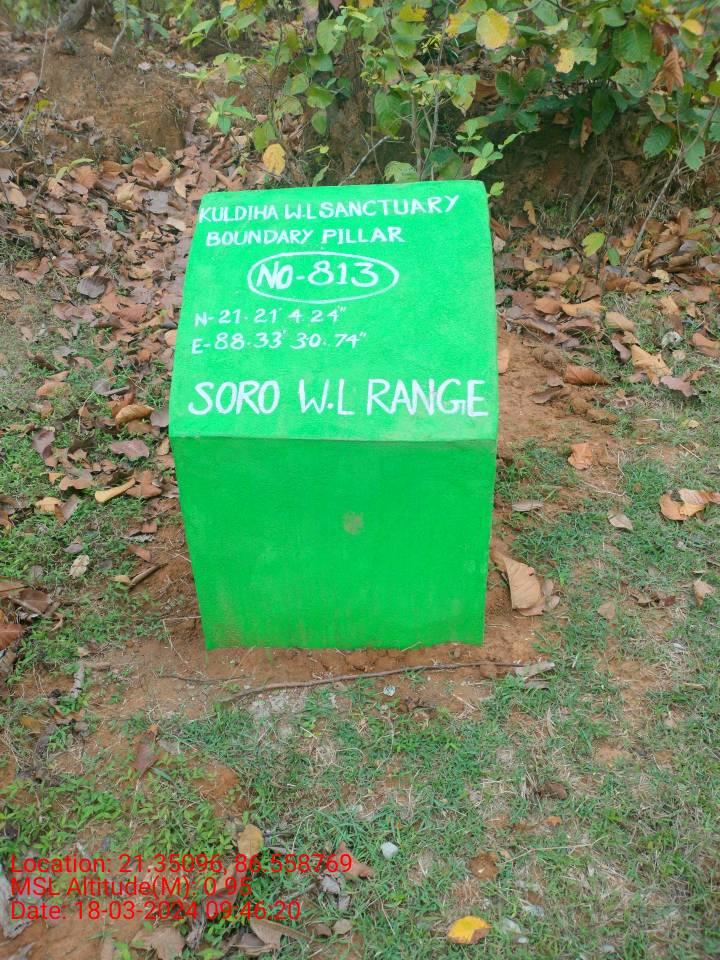 KULDIHA W.L SANCTUARY
BOUNDARY PILLAR
NO-813
N-21.21' 4.24"
E-88.33' 30.74"
SORO W.L RANGE
Location: 21.35096, 86.558769
MSL Altitude(M): 0.95
Date: 18-03-2024 09:46:20